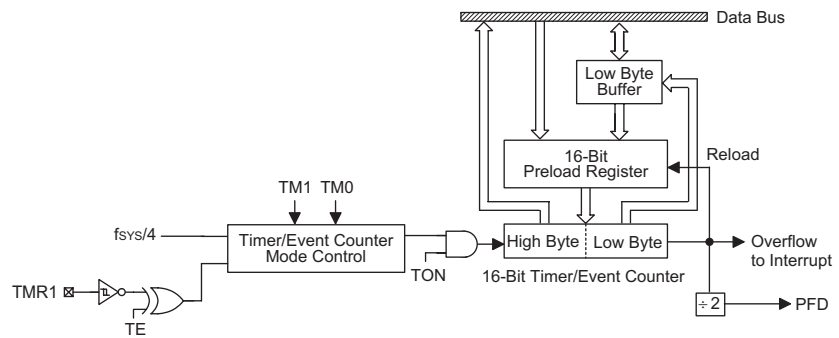 Data Bus
Low Byte
Buffer
16-Bit
Preload Register
Reload
TM1 TM0
fSYS/4
Timer/Event Counter
Mode Control
High Byte Low Byte
Overflow
to Interrupt
TON
16-Bit Timer/Event Counter
TMR1
TE
÷2
PFD